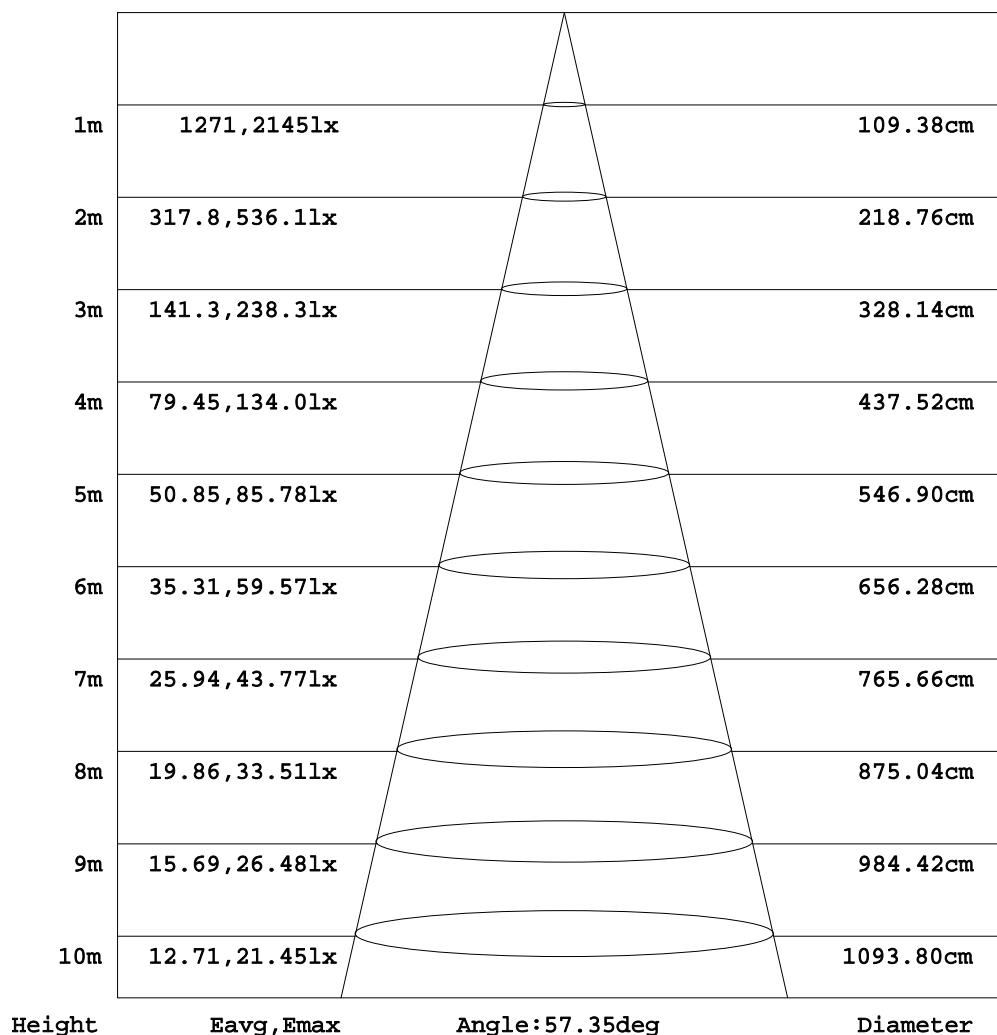 1m 1271,2145lx 109.38cm
2m 317.8,536.1lx 218.76cm
3m 141.3,238.3lx 328.14cm
4m 79.45,134.0lx 437.52cm
5m 50.85,85.78lx 546.90cm
6m 35.31,59.57lx 656.28cm
7m 25.94,43.77lx 765.66cm
8m 19.86,33.51lx 875.04cm
9m 15.69,26.48lx 984.42cm
10m 12.71,21.45lx 1093.80cm
Height Eavg,Emax Angle:57.35deg Diameter